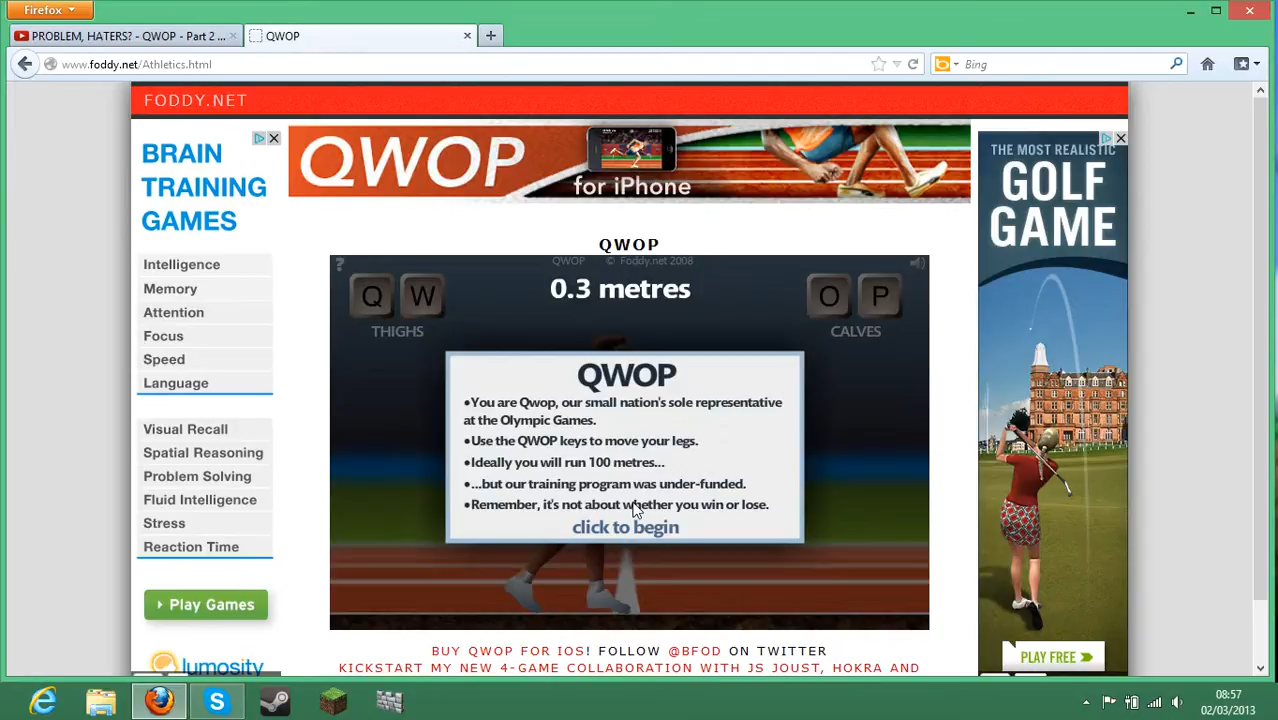 Firefox
PROBLEM, HATERS? - QWOP - Part 2 ...
QWOP
www.foddy.net/Athletics.html
Bing
FODDY.NET
BRAIN
TRAINING
GAMES
Intelligence
Memory
Attention
Focus
Speed
Language
Visual Recall
Spatial Reasoning
Problem Solving
Fluid Intelligence
Stress
Reaction Time
Play Games
lumosity
QWOP
for iPhone
QWOP
? QWOP © Foddy.net 2008
0.3 metres
Q W O P
THIGHS CALVES
QWOP
•You are Qwop, our small nation's sole representative
at the Olympic Games.
•Use the QWOP keys to move your legs.
•Ideally you will run 100 metres...
•...but our training program was under-funded.
•Remember, it's not about whether you win or lose.
click to begin
BUY QWOP FOR IOS! FOLLOW @BFOD ON TWITTER
KICKSTART MY NEW 4-GAME COLLABORATION WITH JS JOUST, HOKRA AND
THE MOST REALISTIC
GOLF
GAME
PLAY FREE
08:57
02/03/2013